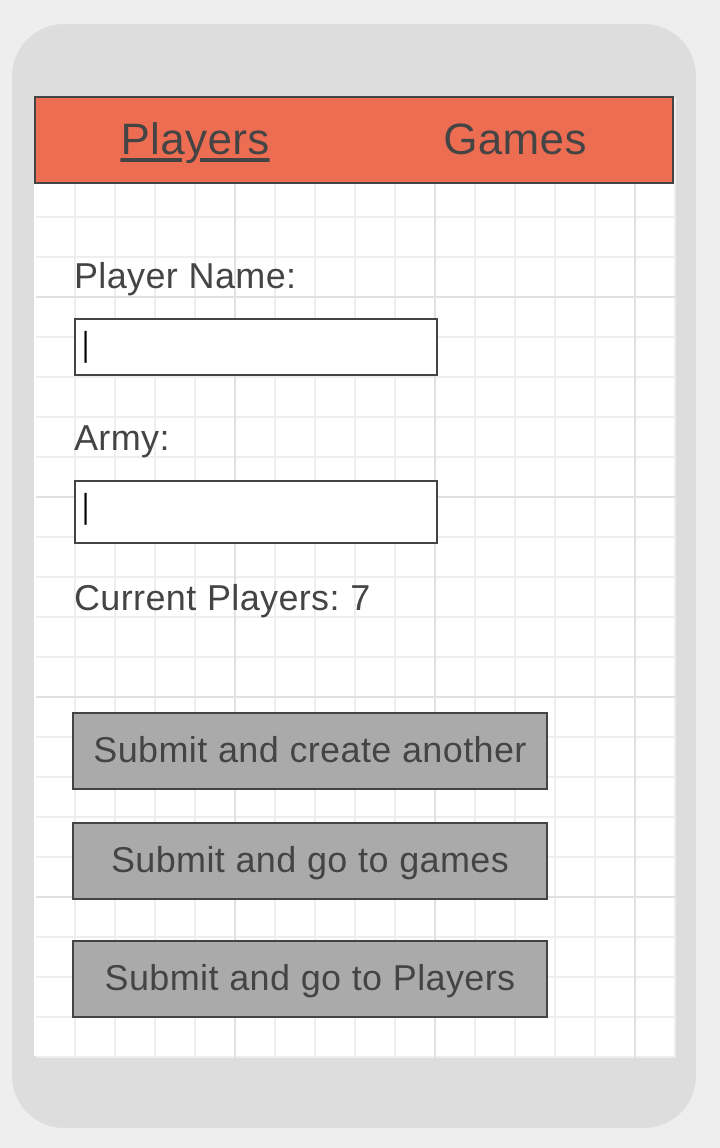 Players Games
Player Name:
Army:
Current Players: 7
Submit and create another
Submit and go to games
Submit and go to Players